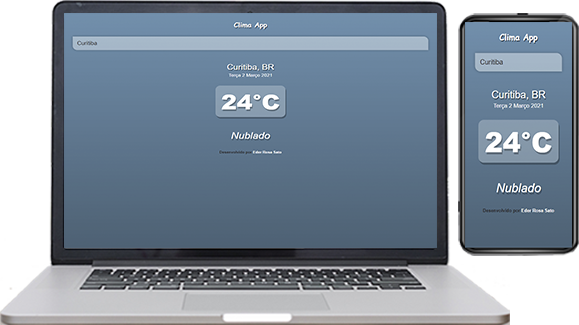 Clima App
Curitiba
Curitiba, BR
Terça 2 Março 2021
24°C
Nublado
Desenvolvido por Eder Rosa Sato
Clima App
Curitiba
Curitiba, BR
Terça 2 Março 2021
24°C
Nublado
Desenvolvido por Eder Rosa Sato